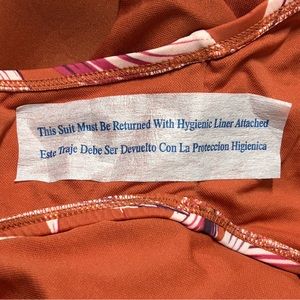 This Suit Must Be Returned With Hygienic Liner Attached
Este Traje Debe Ser Devuelto Con La Proteccion Higienica